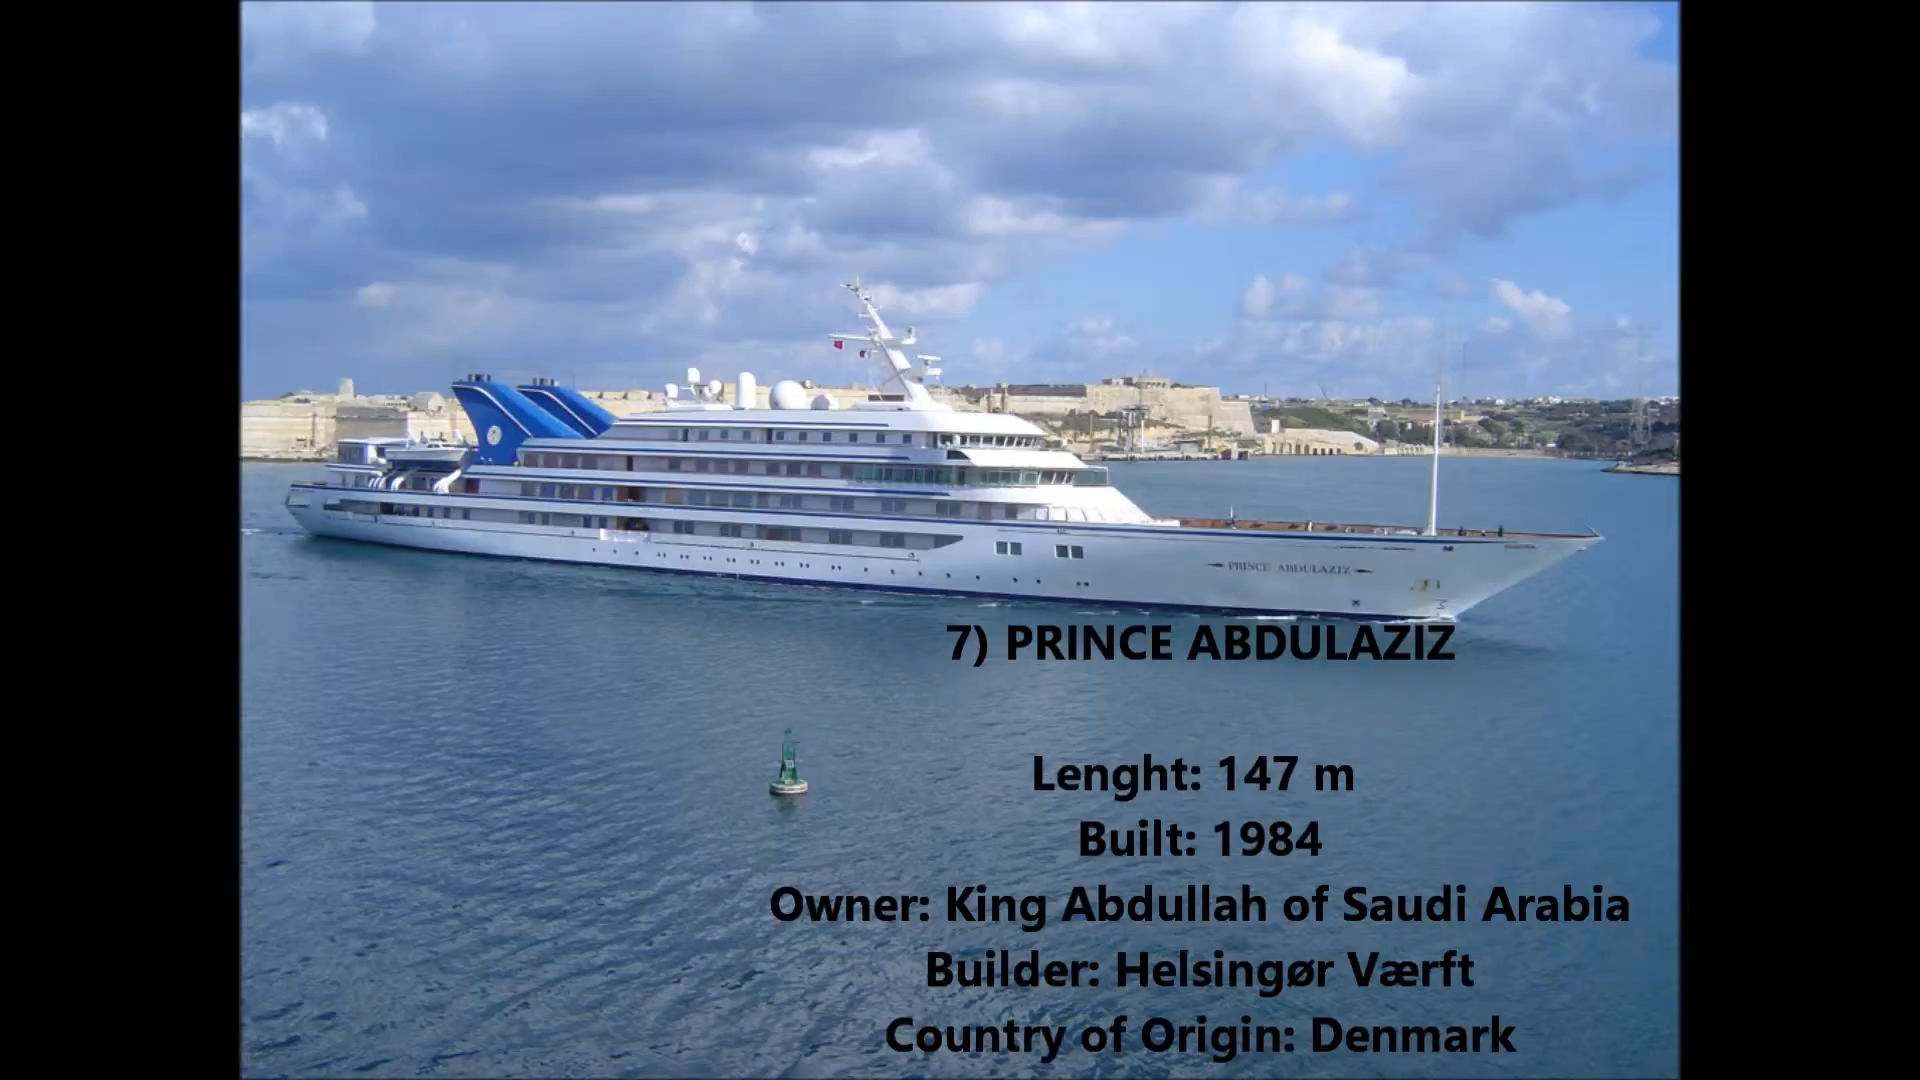 PRINCE ABDULAZIZ
7) PRINCE ABDULAZIZ
Lenght: 147 m
Built: 1984
Owner: King Abdullah of Saudi Arabia
Builder: Helsingør Værft
Country of Origin: Denmark